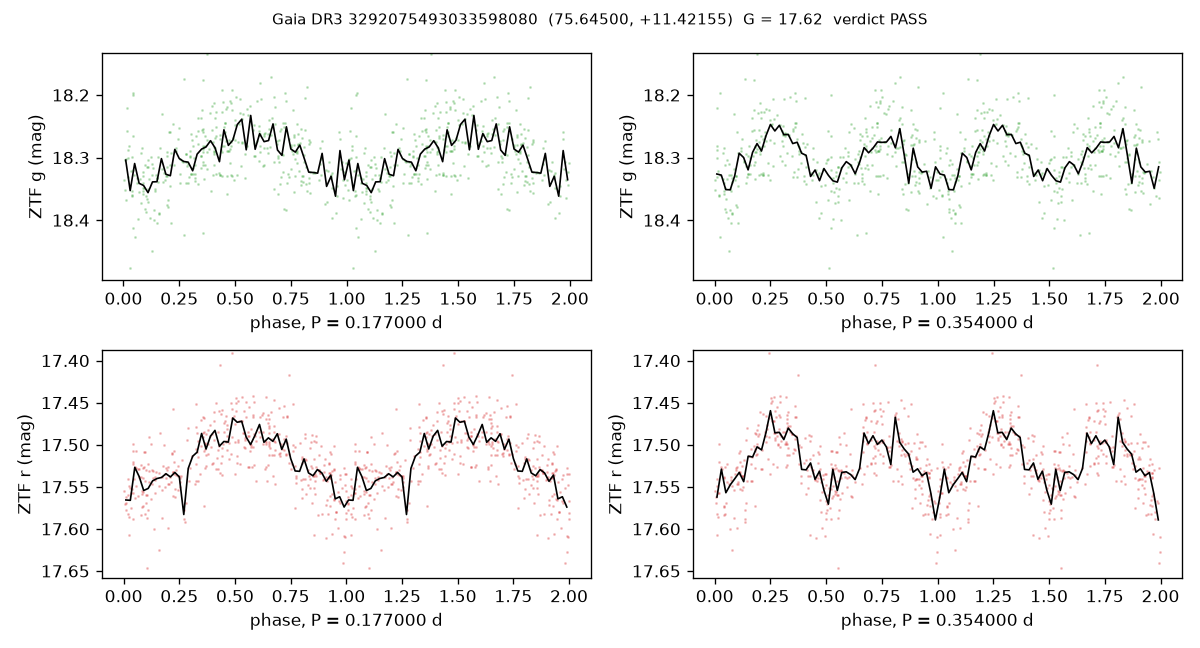 Gaia DR3 3292075493033598080 (75.64500, +11.42155) G = 17.62 verdict PASS
ZTF g (mag)
18.2
18.3
18.4
0.00 0.25 0.50 0.75 1.00 1.25 1.50 1.75 2.00
phase, P = 0.177000 d
ZTF g (mag)
18.2
18.3
18.4
0.00 0.25 0.50 0.75 1.00 1.25 1.50 1.75 2.00
phase, P = 0.354000 d
ZTF r (mag)
17.40
17.45
17.50
17.55
17.60
17.65
0.00 0.25 0.50 0.75 1.00 1.25 1.50 1.75 2.00
phase, P = 0.177000 d
ZTF r (mag)
17.40
17.45
17.50
17.55
17.60
17.65
0.00 0.25 0.50 0.75 1.00 1.25 1.50 1.75 2.00
phase, P = 0.354000 d